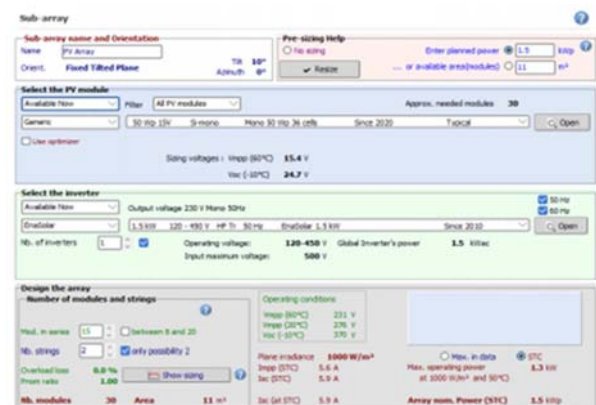 Sub-array
Sub-array name and Orientation
Name PV Array
Orient. Fixed Tilted Plane
Tilt 10°
Azimuth 0°
Pre-sizing Help
No sizing
Enter planned power 1.5 kWp
Resize
... or available area(modules) 11 m²
Select the PV module
Available Now Filter All PV modules Approx. needed modules 30
Generic 50 Wp 15V Si-mono Mono 50 Wp 36 cells Since 2020 Typical Open
Use optimizer
Sizing voltages : Vmpp (60°C) 15.4 V
Voc (-10°C) 24.7 V
Select the inverter
50 Hz
60 Hz
Available Now Output voltage 230 V Mono 50Hz
EnaSolar 1.5 kW 120 - 450 V HF Tr 50 Hz EnaSolar 1.5 kW Since 2010 Open
Nb. of inverters 1 Operating voltage: 120-450 V Global Inverter's power 1.5 kWac
Input maximum voltage: 500 V
Design the array
Number of modules and strings
Mod. in series 15 between 8 and 20
Nb. strings 2 only possibility 2
Overload loss 0.0 %
Pnom ratio 1.00
Show sizing
Nb. modules 30 Area 11 m²
Operating conditions
Vmpp (60°C) 231 V
Vmpp (20°C) 276 V
Voc (-10°C) 370 V
Plane irradiance 1000 W/m²
Impp (STC) 5.6 A
Isc (STC) 5.9 A
Isc (at STC) 5.9 A
Max. in data STC
Max. operating power 1.3 kW
at 1000 W/m² and 50°C)
Array nom. Power (STC) 1.5 kWp